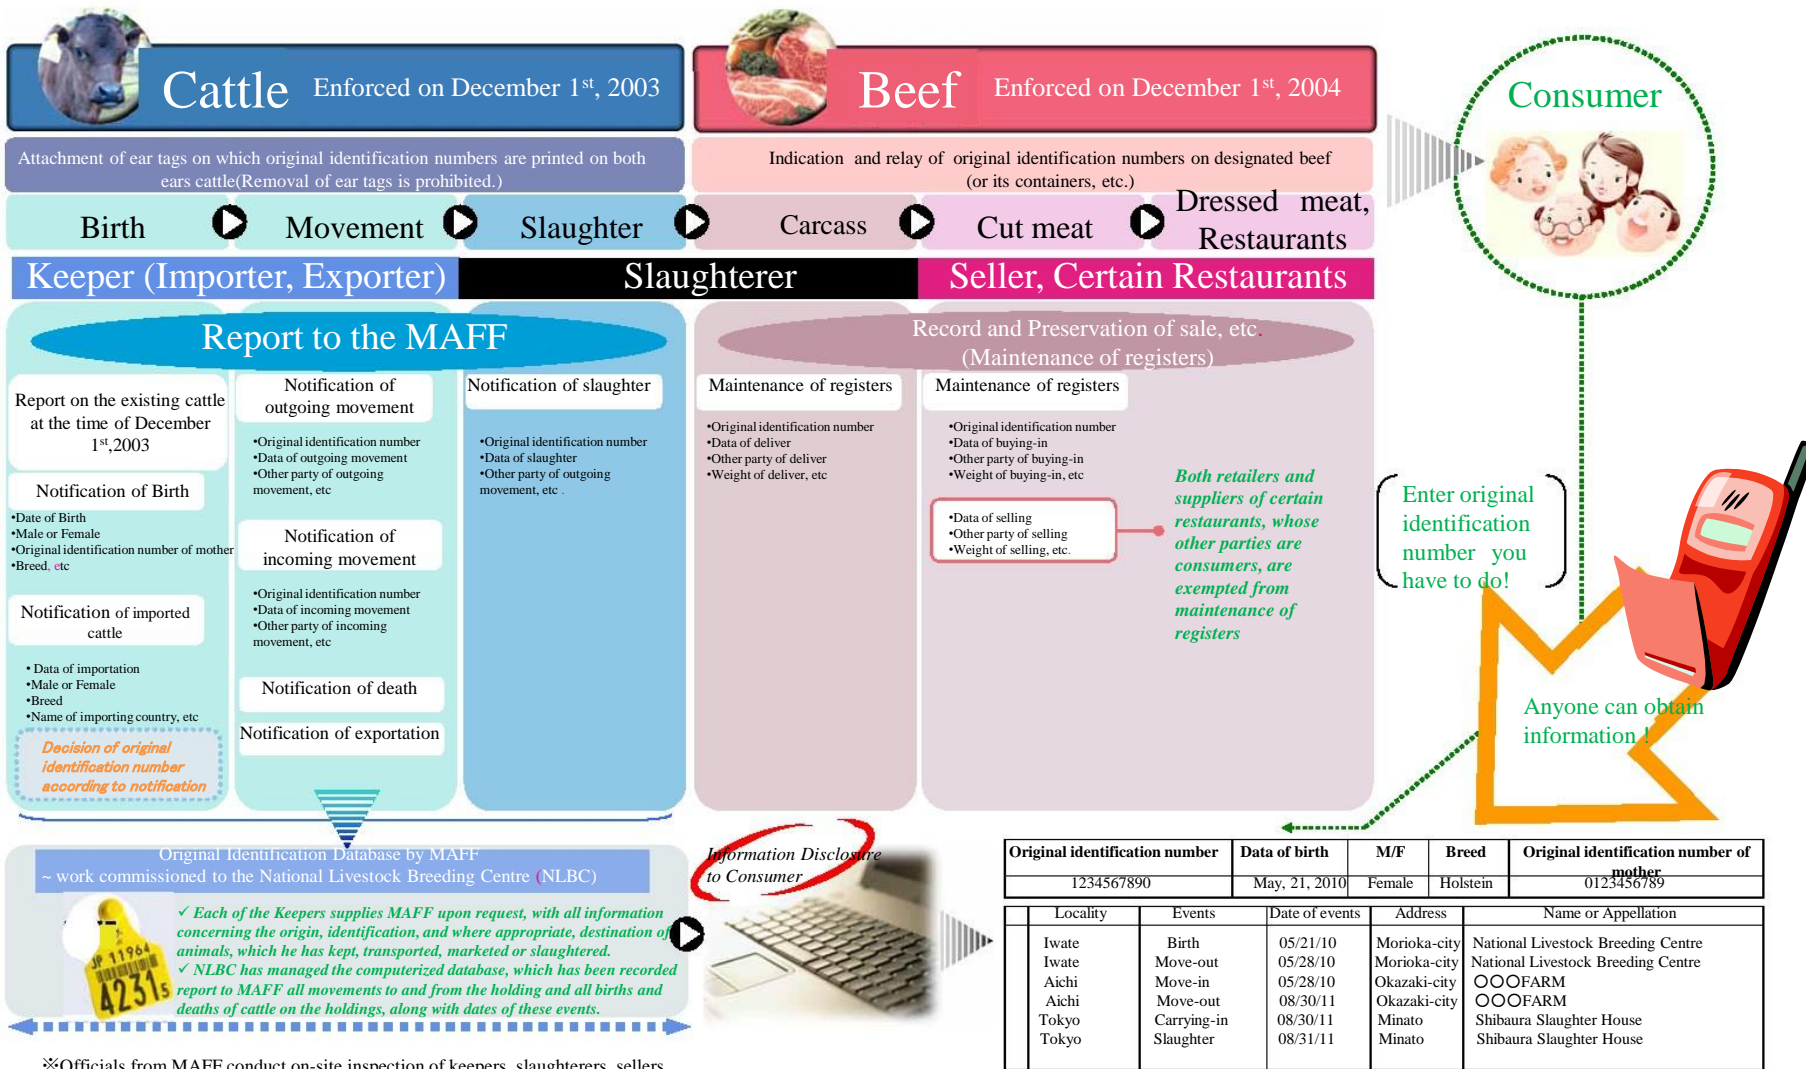 Cattle Enforced on December 1st, 2003
Beef Enforced on December 1st, 2004
Consumer
Attachment of ear tags on which original identification numbers are printed on both
ears cattle(Removal of ear tags is prohibited.)
Indication and relay of original identification numbers on designated beef
(or its containers, etc.)
Birth
Movement
Slaughter
Carcass
Cut meat
Dressed meat,
Restaurants
Keeper (Importer, Exporter)
Slaughterer
Seller, Certain Restaurants
Report to the MAFF
Record and Preservation of sale, etc.
(Maintenance of registers)
Report on the existing cattle
at the time of December
1st,2003
Notification of Birth
•Date of Birth
•Male or Female
•Original identification number of mother
•Breed, etc
Notification of imported
cattle
• Data of importation
•Male or Female
•Breed
•Name of importing country, etc
Decision of original
identification number
according to notification
Notification of
outgoing movement
•Original identification number
•Data of outgoing movement
•Other party of outgoing
movement, etc
Notification of
incoming movement
•Original identification number
•Data of incoming movement
•Other party of incoming
movement, etc
Notification of death
Notification of exportation
Notification of slaughter
•Original identification number
•Data of slaughter
•Other party of outgoing
movement, etc .
Maintenance of registers
•Original identification number
•Data of deliver
•Other party of deliver
•Weight of deliver, etc
Maintenance of registers
•Original identification number
•Data of buying-in
•Other party of buying-in
•Weight of buying-in, etc
•Data of selling
•Other party of selling
•Weight of selling, etc.
Both retailers and
suppliers of certain
restaurants, whose
other parties are
consumers, are
exempted from
maintenance of
registers
Enter original
identification
number you
have to do!
Anyone can obtain
information !
Original Identification Database by MAFF
~ work commissioned to the National Livestock Breeding Centre (NLBC)
JP 11964
42315
✓ Each of the Keepers supplies MAFF upon request, with all information
concerning the origin, identification, and where appropriate, destination of
animals, which he has kept, transported, marketed or slaughtered.
✓ NLBC has managed the computerized database, which has been recorded
report to MAFF all movements to and from the holding and all births and
deaths of cattle on the holdings, along with dates of these events.
Information Disclosure
to Consumer
Original identification number Data of birth M/F Breed Original identification number of
mother
1234567890 May, 21, 2010 Female Holstein 0123456789
Locality Events Date of events Address Name or Appellation
Iwate Birth 05/21/10 Morioka-city National Livestock Breeding Centre
Iwate Move-out 05/28/10 Morioka-city National Livestock Breeding Centre
Aichi Move-in 05/28/10 Okazaki-city 〇〇〇FARM
Aichi Move-out 08/30/11 Okazaki-city 〇〇〇FARM
Tokyo Carrying-in 08/30/11 Minato Shibaura Slaughter House
Tokyo Slaughter 08/31/11 Minato Shibaura Slaughter House
※Officials from MAFF conduct on-site inspection of keepers, slaughterers, sellers